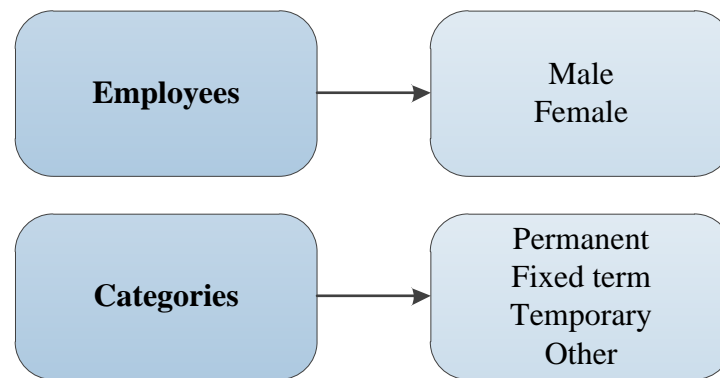 Employees
Male
Female
Categories
Permanent
Fixed term
Temporary
Other